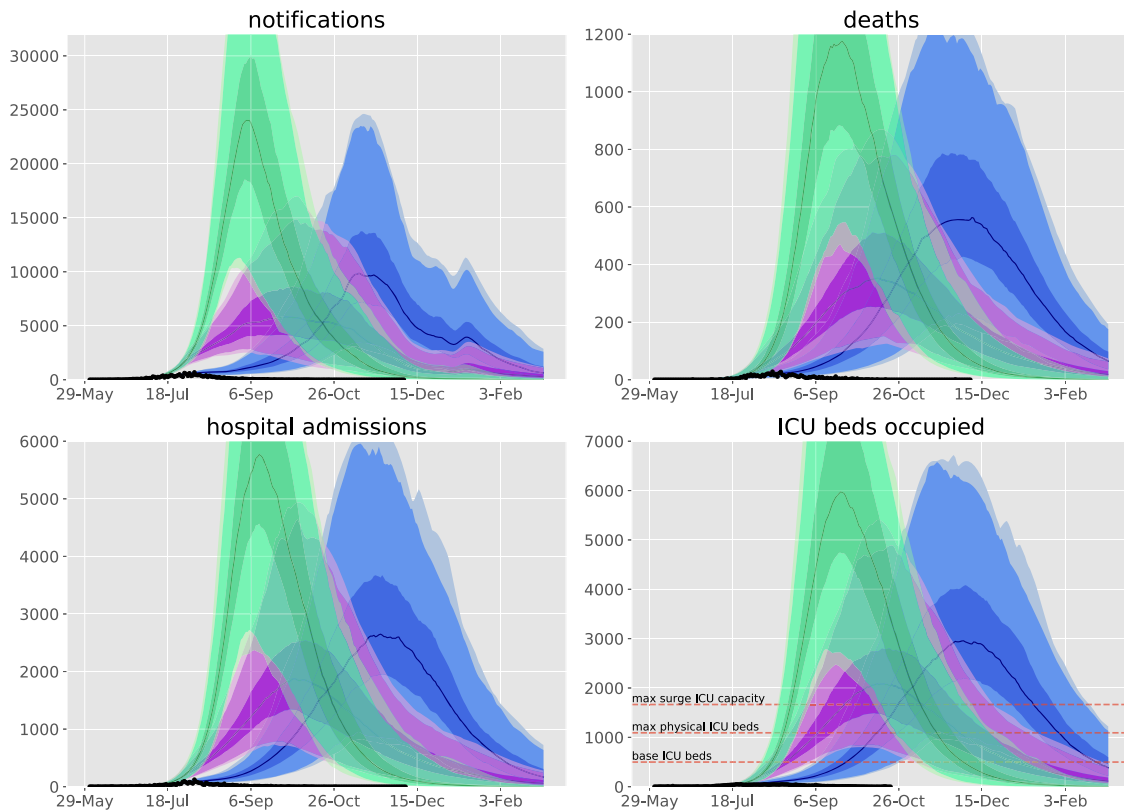 notifications
30000
25000
20000
15000
10000
5000
0
29-May 18-Jul 6-Sep 26-Oct 15-Dec 3-Feb
deaths
1200
1000
800
600
400
200
0
29-May 18-Jul 6-Sep 26-Oct 15-Dec 3-Feb
hospital admissions
6000
5000
4000
3000
2000
1000
0
29-May 18-Jul 6-Sep 26-Oct 15-Dec 3-Feb
ICU beds occupied
7000
6000
5000
4000
3000
2000
1000
0
max surge ICU capacity
max physical ICU beds
base ICU beds
29-May 18-Jul 6-Sep 26-Oct 15-Dec 3-Feb